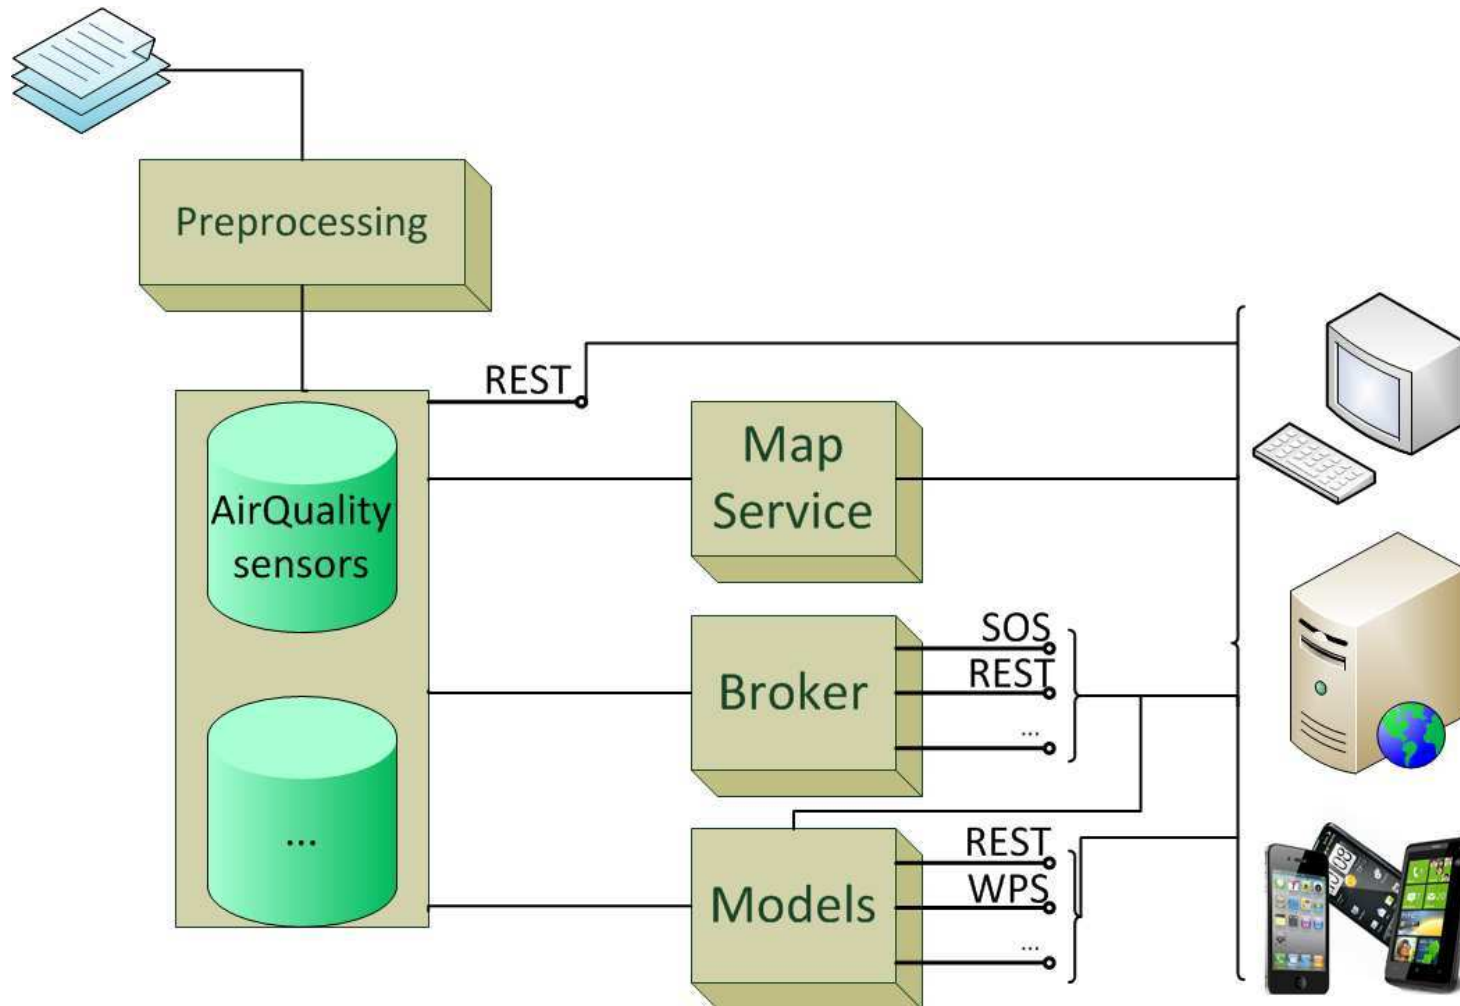 Preprocessing
REST
AirQuality
sensors
...
Map
Service
Broker
SOS
REST
...
Models
REST
WPS
...